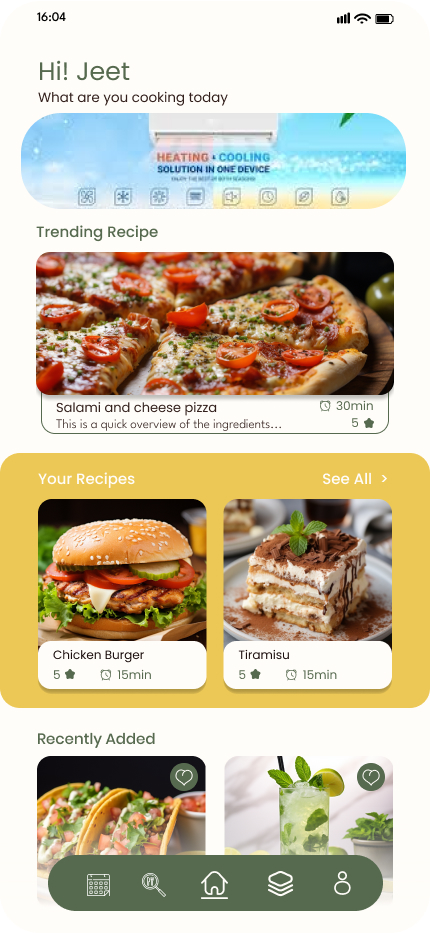 16:04
Hi! Jeet
What are you cooking today
HEATING & COOLING
SOLUTION IN ONE DEVICE
ENJOY THE BEST OF BOTH SEASONS
Trending Recipe
Salami and cheese pizza
30min
This is a quick overview of the ingredients...
5
Your Recipes
See All >
Chicken Burger
5 15min
Tiramisu
5 15min
Recently Added